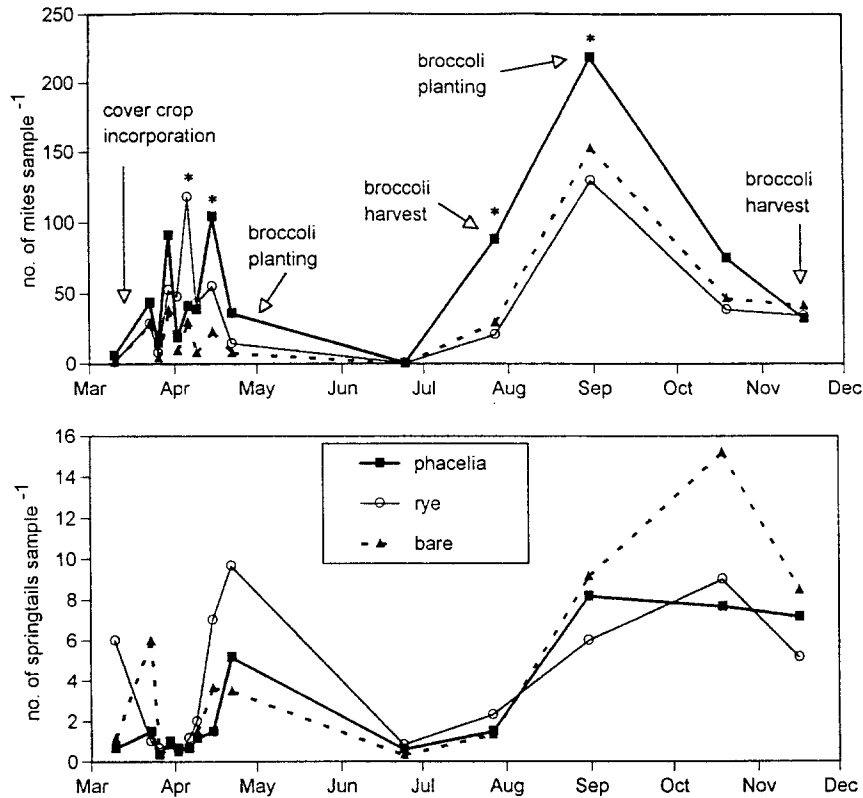 no. of mites sample -1
250
200
150
100
50
0
cover crop
incorporation
*
*
broccoli
planting
broccoli
harvest
*
broccoli
planting
*
broccoli
harvest
Mar Apr May Jun Jul Aug Sep Oct Nov Dec
no. of springtails sample -1
16
14
12
10
8
6
4
2
0
phacelia
rye
bare
Mar Apr May Jun Jul Aug Sep Oct Nov Dec